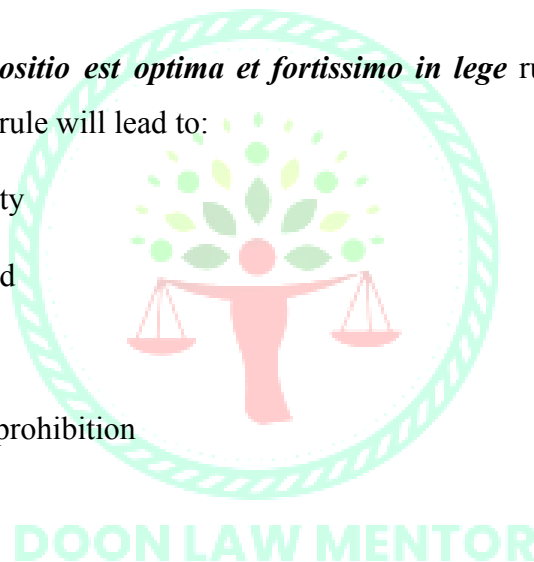 ositio est optima et fortissimo in lege ru
rule will lead to:
ty
d
prohibition
DOON LAW MENTOR